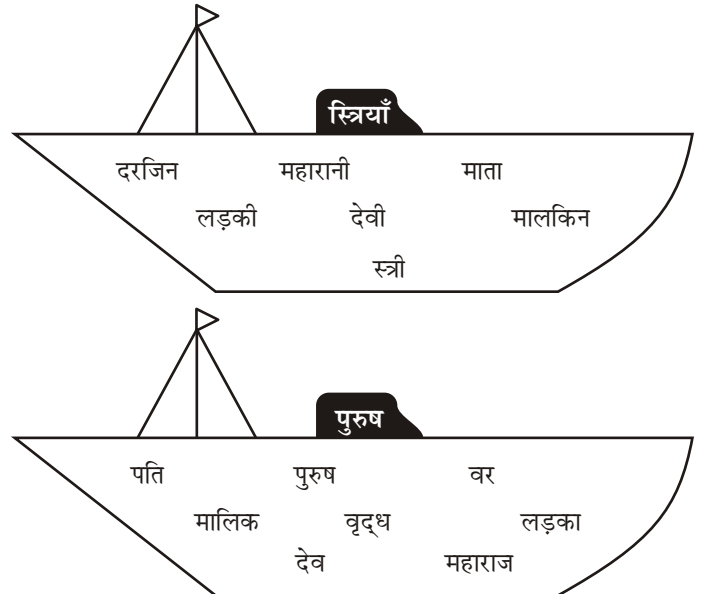 स्त्रियाँ
दरजिन महारानी माता
लड़की देवी मालकिन
स्त्री
पुरुष
पति पुरुष वर
मालिक वृद्ध लड़का
देव महाराज